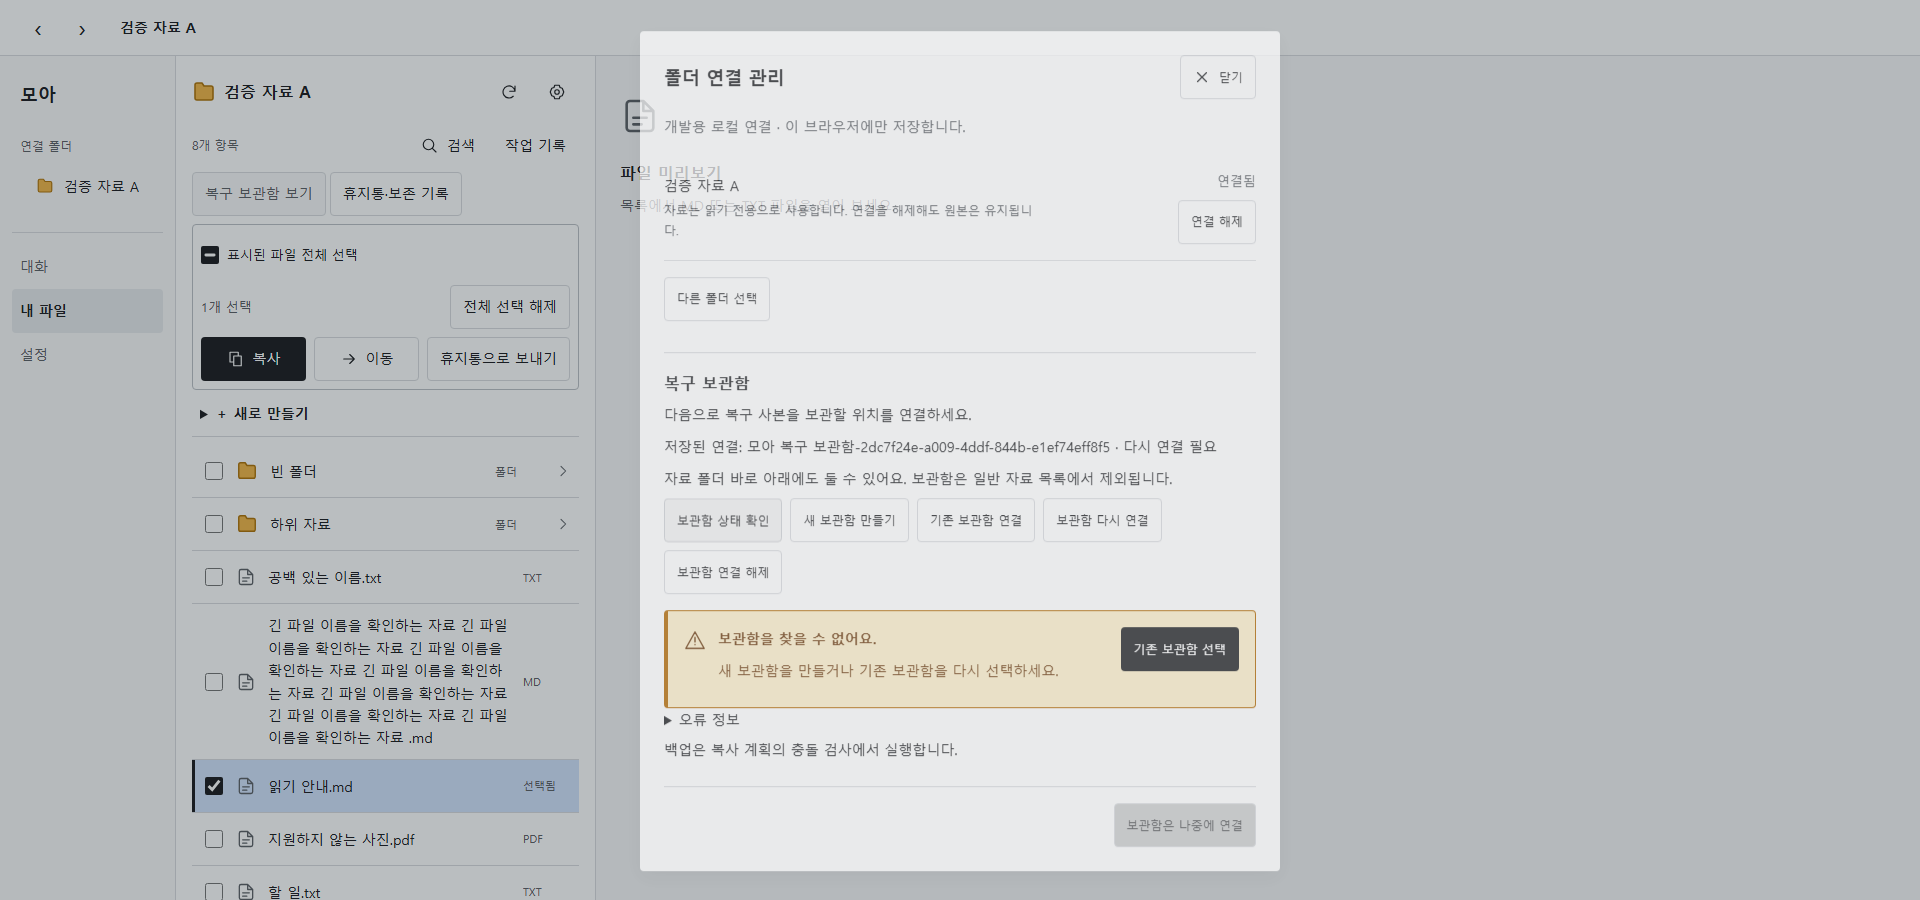 검증 자료 A
모아
연결 폴더
검증 자료 A
대화
내 파일
설정
검증 자료 A
8개 항목
검색
작업 기록
복구 보관함 보기
휴지통·보존 기록
표시된 파일 전체 선택
1개 선택
전체 선택 해제
복사
이동
휴지통으로 보내기
+ 새로 만들기
빈 폴더
폴더
하위 자료
폴더
공백 있는 이름.txt
TXT
긴 파일 이름을 확인하는 자료 긴 파일
이름을 확인하는 자료 긴 파일 이름을
확인하는 자료 긴 파일 이름을 확인하
는 자료 긴 파일 이름을 확인하는 자료
긴 파일 이름을 확인하는 자료 긴 파일
이름을 확인하는 자료 .md
MD
읽기 안내.md
선택됨
지원하지 않는 사진.pdf
PDF
할 일.txt
TXT
파일 미리보기
목록에서 MD 또는 TXT 파일을
폴더 연결 관리
닫기
개발용 로컬 연결 · 이 브라우저에만 저장합니다.
검증 자료 A
연결됨
자료는 읽기 전용으로 사용합니다. 연결을 해제해도 원본은 유지됩니
다.
연결 해제
다른 폴더 선택
복구 보관함
다음으로 복구 사본을 보관할 위치를 연결하세요.
저장된 연결: 모아 복구 보관함-2dc7f24e-a009-4ddf-844b-e1ef74eff8f5 · 다시 연결 필요
자료 폴더 바로 아래에도 둘 수 있어요. 보관함은 일반 자료 목록에서 제외됩니다.
보관함 상태 확인
새 보관함 만들기
기존 보관함 연결
보관함 다시 연결
보관함 연결 해제
보관함을 찾을 수 없어요.
새 보관함을 만들거나 기존 보관함을 다시 선택하세요.
기존 보관함 선택
오류 정보
백업은 복사 계획의 충돌 검사에서 실행합니다.
보관함은 나중에 연결